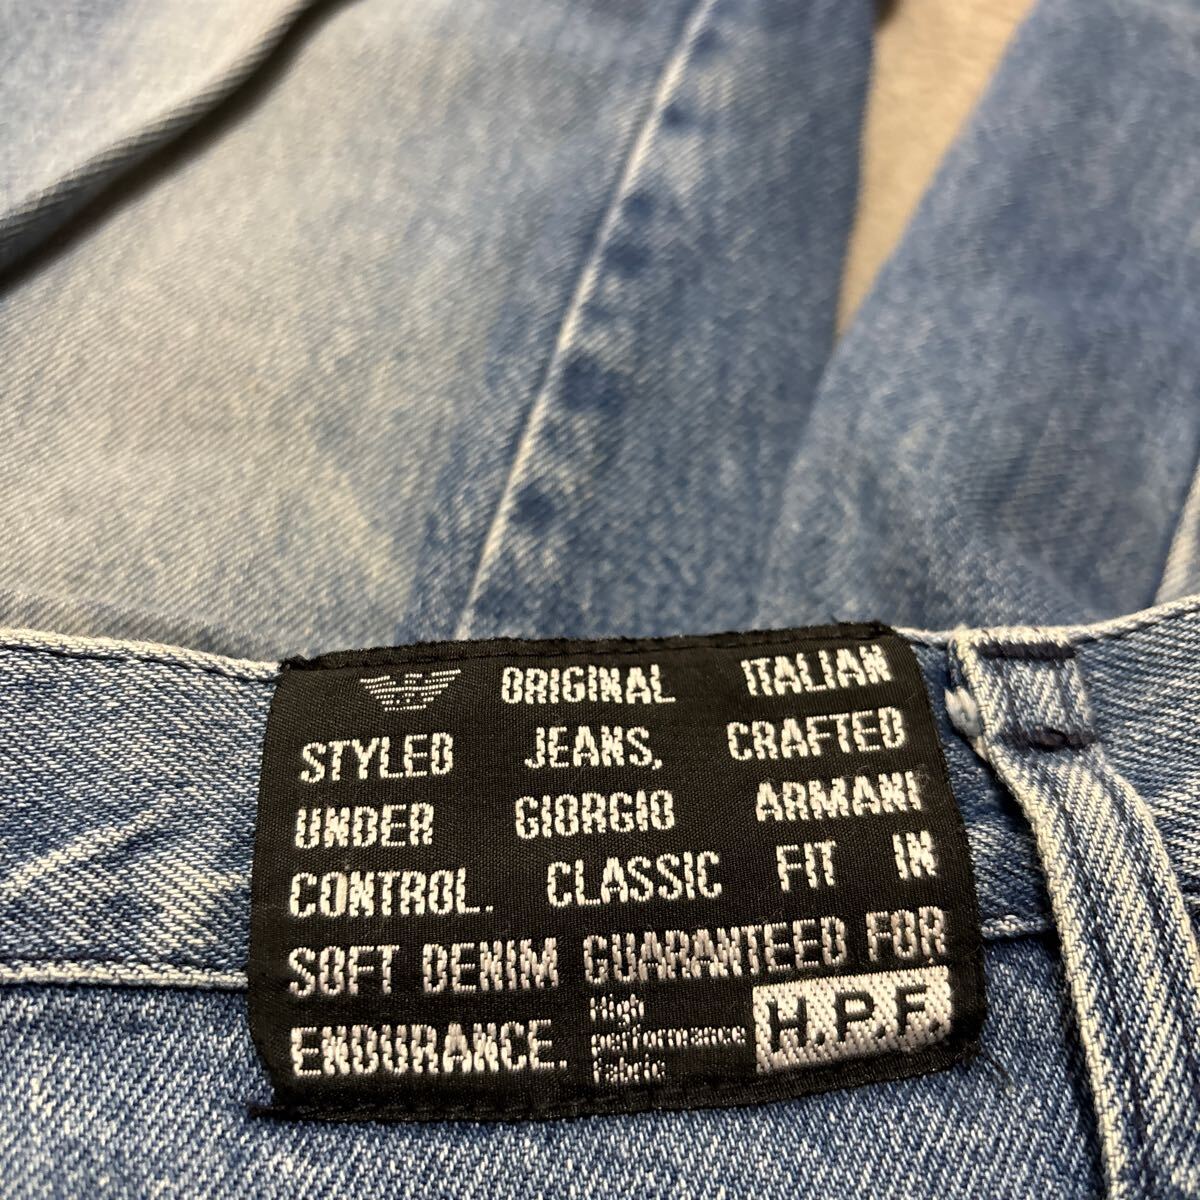 ORIGINAL ITALIAN
STYLED JEANS, CRAFTED
UNDER GIORGIO ARMANI
CONTROL. CLASSIC FIT IN
SOFT DENIM GUARANTEED FOR
ENDURANCE. High performance fabric H.P.F.